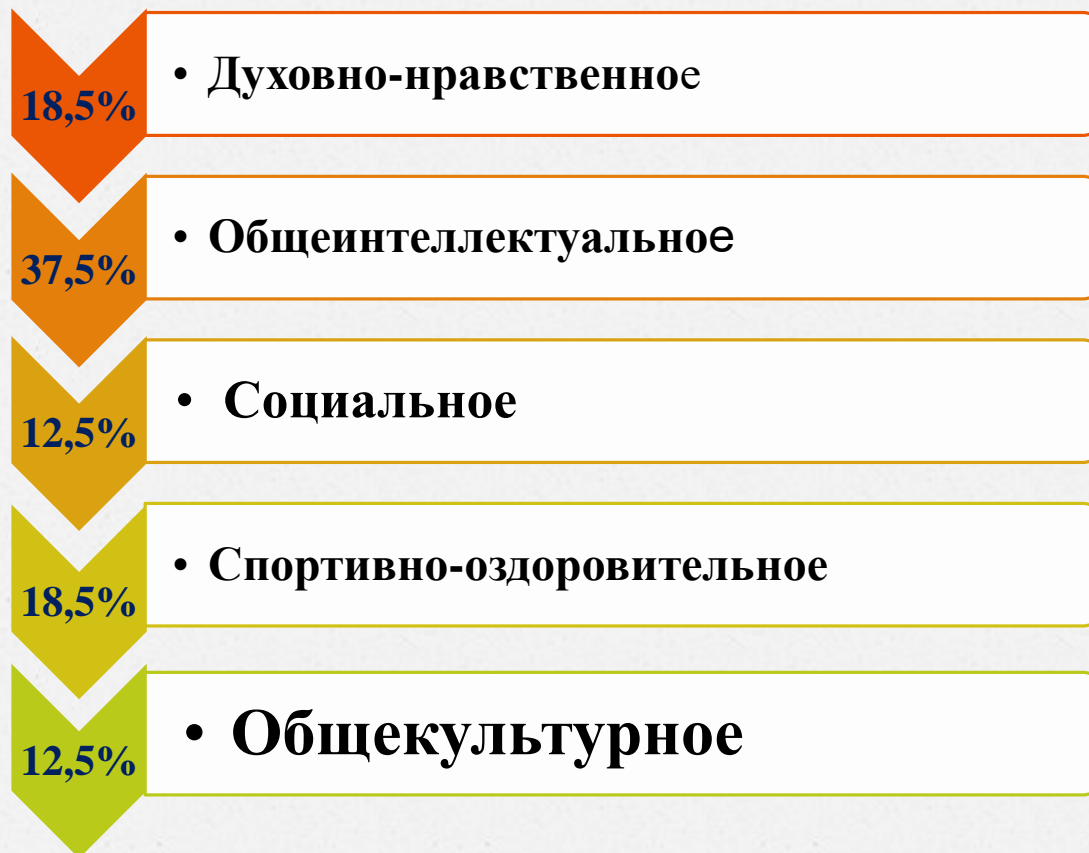 18,5%
• Духовно-нравственное
37,5%
• Общеинтеллектуальное
12,5%
• Социальное
18,5%
• Спортивно-оздоровительное
12,5%
• Общекультурное